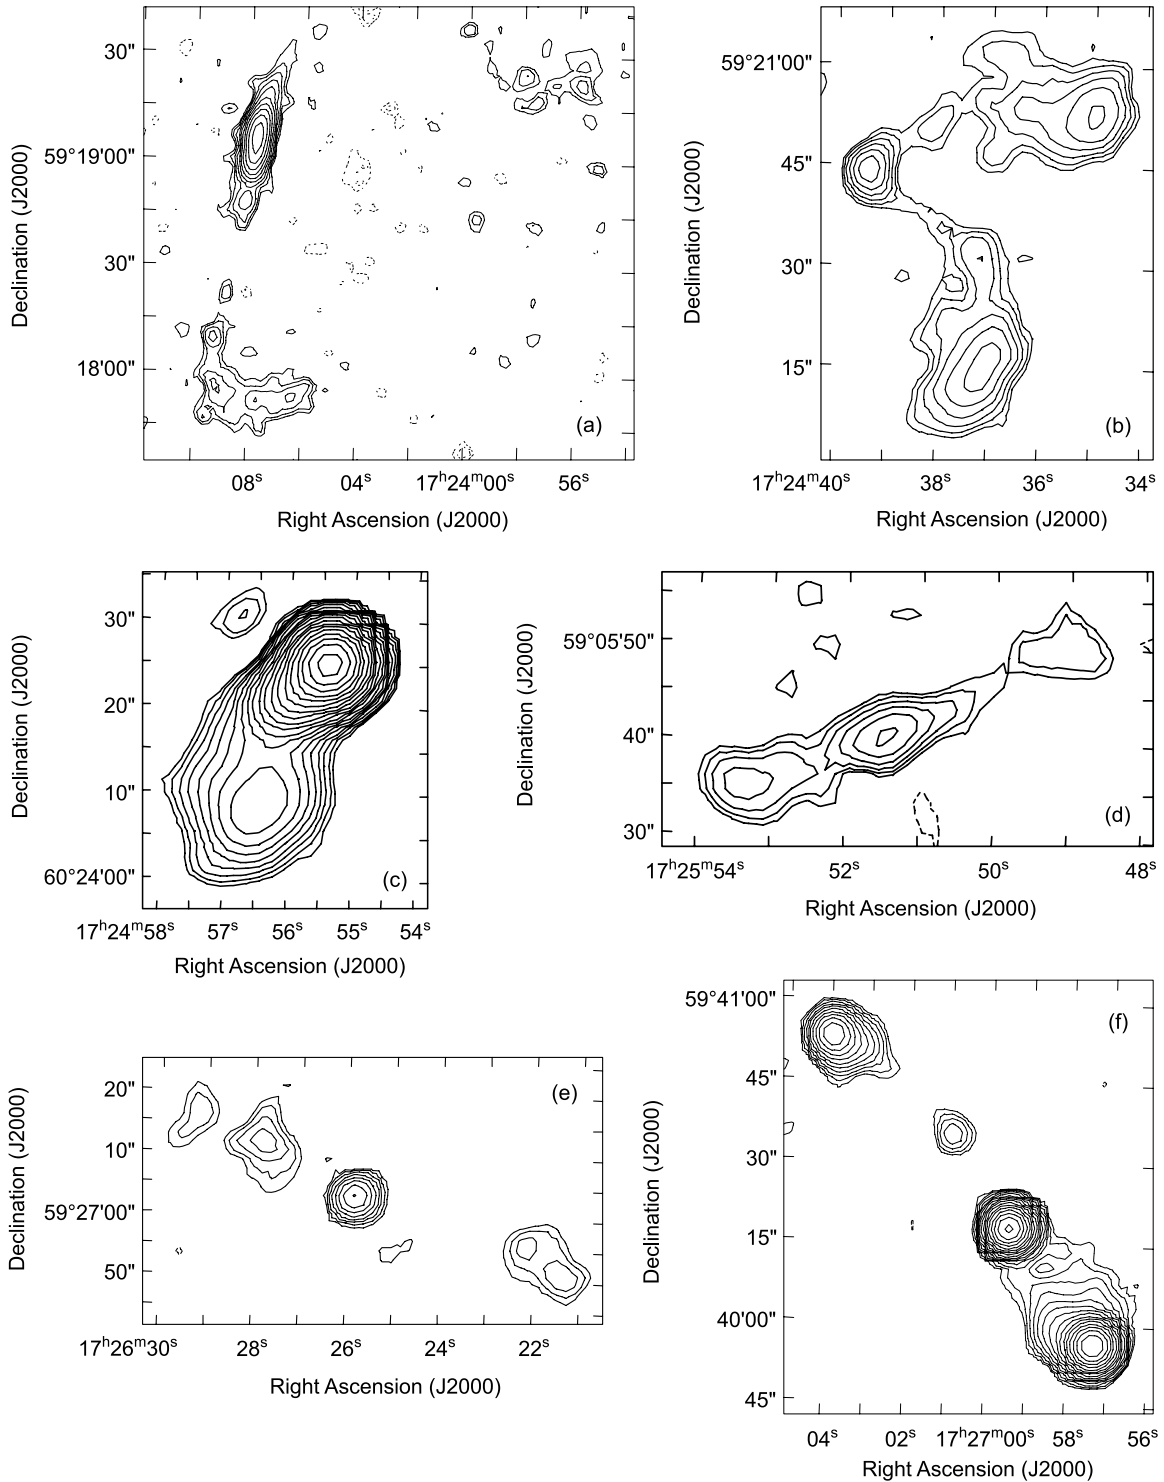 30"
59°19'00"
30"
18'00"
Declination (J2000)
(a)
08ˢ 04ˢ 17ʰ24ᵐ00ˢ 56ˢ
Right Ascension (J2000)
59°21'00"
45"
30"
15"
Declination (J2000)
(b)
17ʰ24ᵐ40ˢ 38ˢ 36ˢ 34ˢ
Right Ascension (J2000)
30"
20"
10"
60°24'00"
Declination (J2000)
(c)
17ʰ24ᵐ58ˢ 57ˢ 56ˢ 55ˢ 54ˢ
Right Ascension (J2000)
59°05'50"
40"
30"
Declination (J2000)
(d)
17ʰ25ᵐ54ˢ 52ˢ 50ˢ 48ˢ
Right Ascension (J2000)
20"
10"
59°27'00"
50"
Declination (J2000)
(e)
17ʰ26ᵐ30ˢ 28ˢ 26ˢ 24ˢ 22ˢ
Right Ascension (J2000)
59°41'00"
45"
30"
15"
40'00"
45"
Declination (J2000)
(f)
04ˢ 02ˢ 17ʰ27ᵐ00ˢ 58ˢ 56ˢ
Right Ascension (J2000)